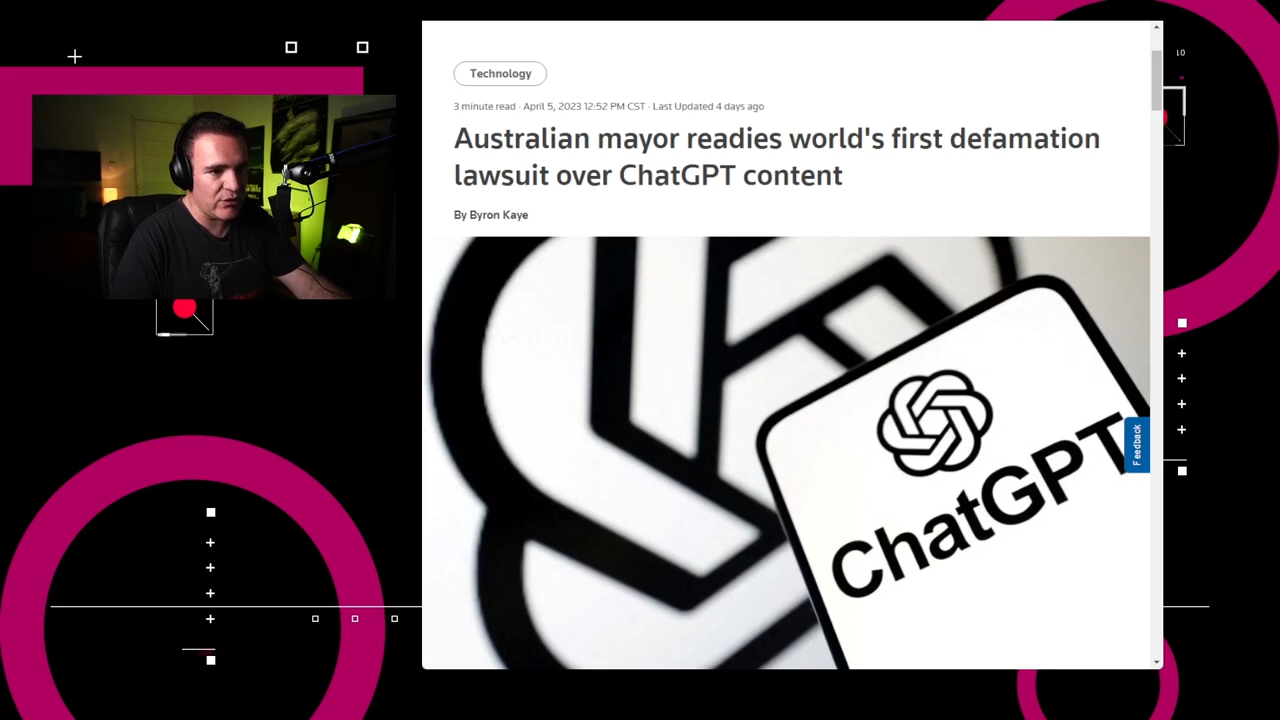 Technology
3 minute read · April 5, 2023 12:52 PM CST · Last Updated 4 days ago
Australian mayor readies world's first defamation
lawsuit over ChatGPT content
By Byron Kaye
ChatGPT
Feedback
10